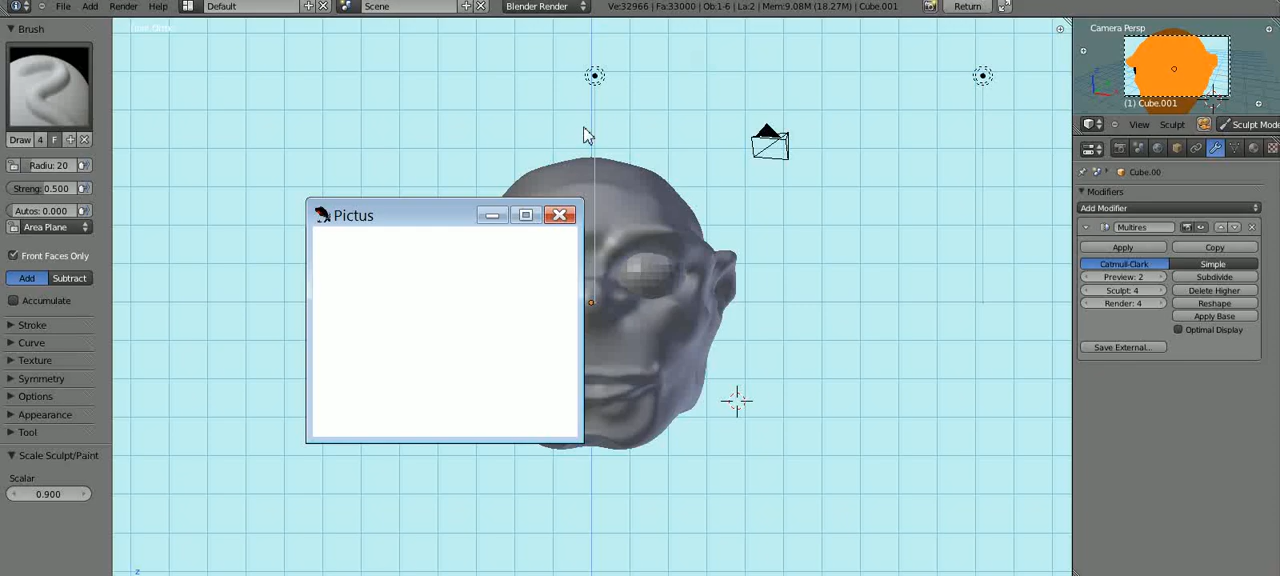 File Add Render Help Default Scene Blender Render Ve:32966 | Fa:33000 | Ob:1-6 | La:2 | Mem:9.08M (18.27M) | Cube.001 Return
Brush
Draw 4 F
Radiu: 20
Streng: 0.500
Autos: 0.000
Area Plane
Front Faces Only
Add Subtract
Accumulate
Stroke
Curve
Texture
Symmetry
Options
Appearance
Tool
Scale Sculpt/Paint
Scalar
0.900
Pictus
z
Camera Persp
(1) Cube.001
View Sculpt Sculpt Mode
Cube.00
Modifiers
Add Modifier
Multires
Apply Copy
Catmull-Clark Simple
Preview: 2 Subdivide
Sculpt: 4 Delete Higher
Render: 4 Reshape
Apply Base
Optimal Display
Save External...